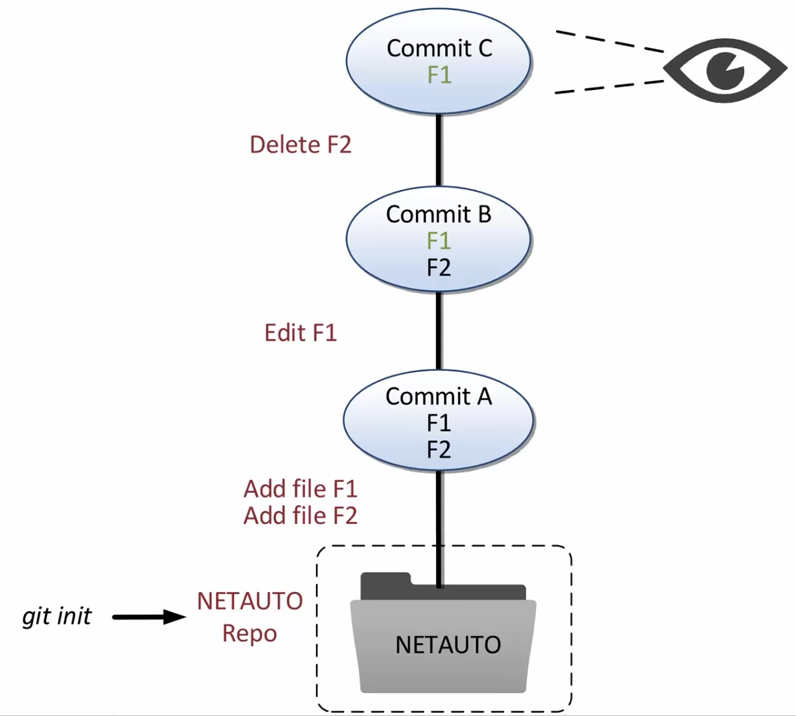 Commit C
F1
Delete F2
Commit B
F1
F2
Edit F1
Commit A
F1
F2
Add file F1
Add file F2
git init
NETAUTO
Repo
NETAUTO